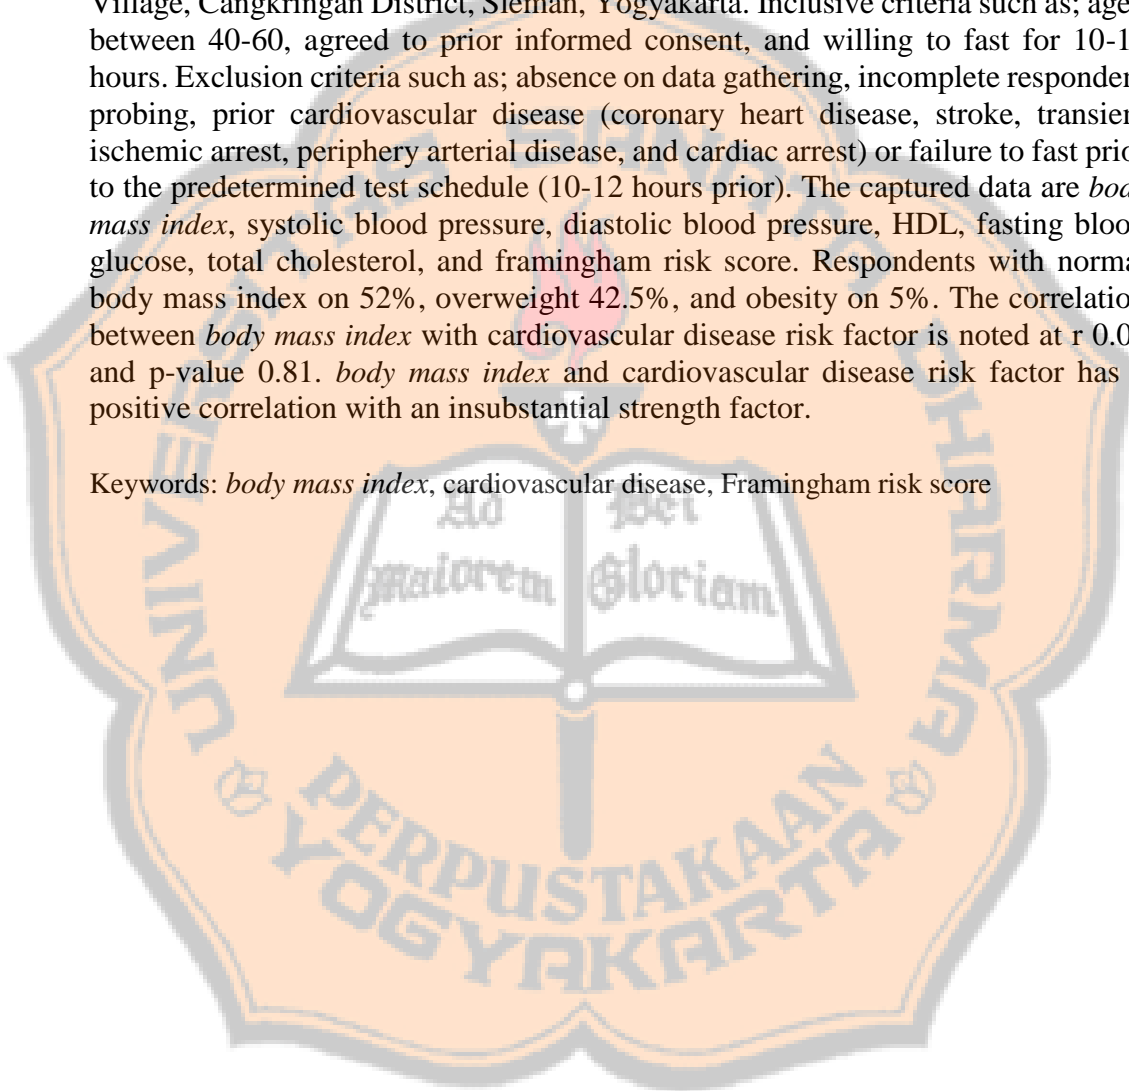 Village, Cangkringan District, Sleman, Yogyakarta. Inclusive criteria such as; age
between 40-60, agreed to prior informed consent, and willing to fast for 10-1
hours. Exclusion criteria such as; absence on data gathering, incomplete responden
probing, prior cardiovascular disease (coronary heart disease, stroke, transien
ischemic arrest, periphery arterial disease, and cardiac arrest) or failure to fast prio
to the predetermined test schedule (10-12 hours prior). The captured data are bod
mass index, systolic blood pressure, diastolic blood pressure, HDL, fasting bloo
glucose, total cholesterol, and framingham risk score. Respondents with norma
body mass index on 52%, overweight 42.5%, and obesity on 5%. The correlatio
between body mass index with cardiovascular disease risk factor is noted at r 0.0
and p-value 0.81. body mass index and cardiovascular disease risk factor has
positive correlation with an insubstantial strength factor.
Keywords: body mass index, cardiovascular disease, Framingham risk score
UNIVERSITAS SANATA DHARMA
Ad Dei
Maiorem Gloriam
PERPUSTAKAAN
YOGYAKARTA